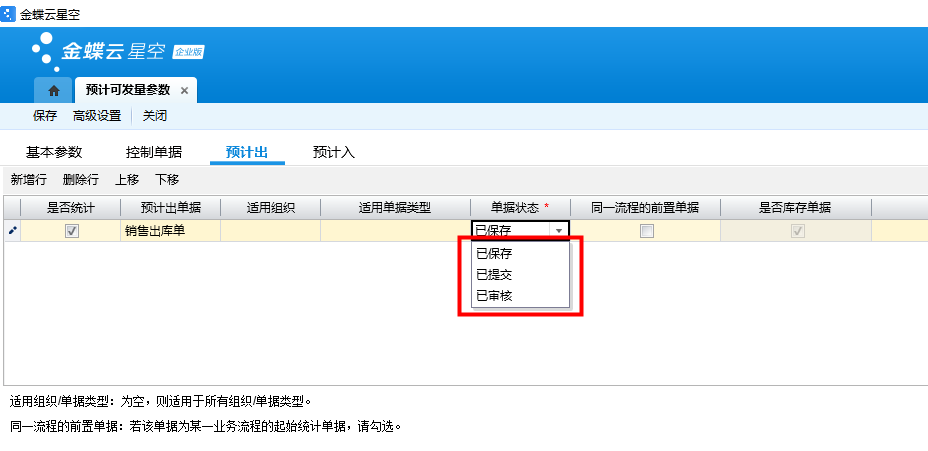 金蝶云星空
金蝶云 星空 企业版
预计可发量参数 ×
保存 高级设置 关闭
基本参数 控制单据 预计出 预计入
新增行 删除行 上移 下移
是否统计 预计出单据 适用组织 适用单据类型 单据状态 * 同一流程的前置单据 是否库存单据
销售出库单 已保存
已保存
已提交
已审核
适用组织/单据类型：为空，则适用于所有组织/单据类型。
同一流程的前置单据：若该单据为某一业务流程的起始统计单据，请勾选。